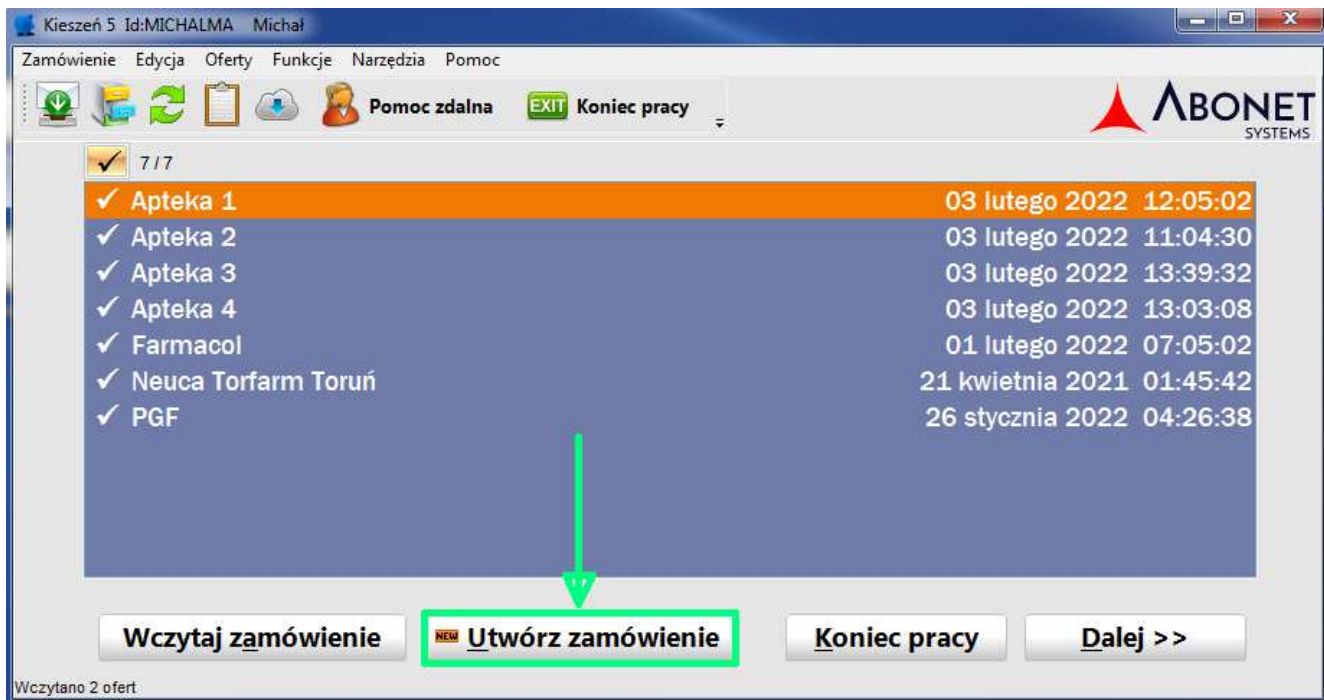 Kieszeń 5 Id:MICHALMA Michał
Zamówienie Edycja Oferty Funkcje Narzędzia Pomoc
Pomoc zdalna EXIT Koniec pracy
ABONET
SYSTEMS
7/7
Apteka 1 03 lutego 2022 12:05:02
Apteka 2 03 lutego 2022 11:04:30
Apteka 3 03 lutego 2022 13:39:32
Apteka 4 03 lutego 2022 13:03:08
Farmacol 01 lutego 2022 07:05:02
Neuca Torfarm Toruń 21 kwietnia 2021 01:45:42
PGF 26 stycznia 2022 04:26:38
Wczytaj zamówienie NEW Utwórz zamówienie Koniec pracy Dalej >>
Wczytano 2 ofert